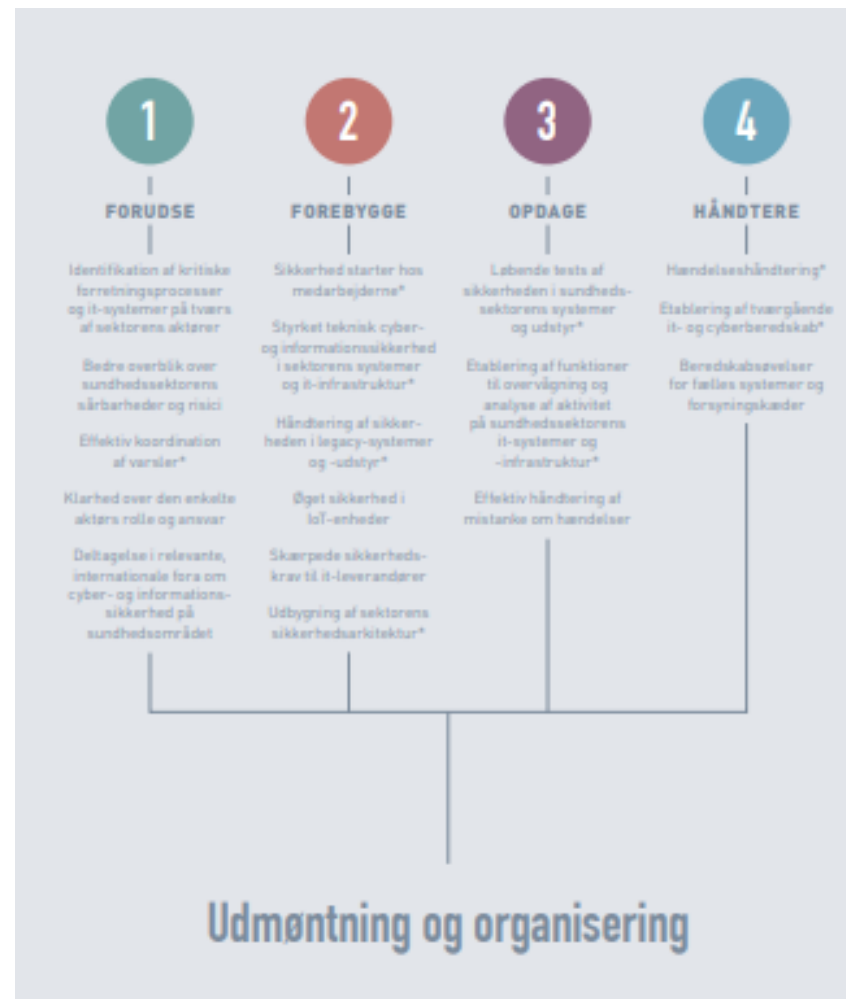 1
FORUDSE
Identifikation af kritiske
forretningsprocesser
og it-systemer på tværs
af sektorens aktører
Bedre overblik over
sundhedssektorens
sårbarheder og risici
Effektiv koordination
af varsler*
Klarhed over den enkelte
aktørs rolle og ansvar
Deltagelse i relevante,
internationale fora om
cyber- og informations-
sikkerhed på
sundhedsområdet
2
FOREBYGGE
Sikkerhed starter hos
medarbejderne*
Styrket teknisk cyber-
og informationssikkerhed
i sektorens systemer
og it-infrastruktur*
Håndtering af sikker-
heden i legacy-systemer
og -udstyr*
Øget sikkerhed i
IoT-enheder
Skærpede sikkerheds-
krav til it-leverandører
Udbygning af sektorens
sikkerhedsarkitektur*
3
OPDAGE
Løbende tests af
sikkerheden i sundheds-
sektorens systemer
og udstyr*
Etablering af funktioner
til overvågning og
analyse af aktivitet
på sundhedssektorens
it-systemer og
-infrastruktur*
Effektiv håndtering af
mistanke om hændelser
4
HÅNDTERE
Hændelseshåndtering*
Etablering af tværgående
it- og cyberberedskab*
Beredskabsøvelser
for fælles systemer og
forsyningskæder
Udmøntning og organisering